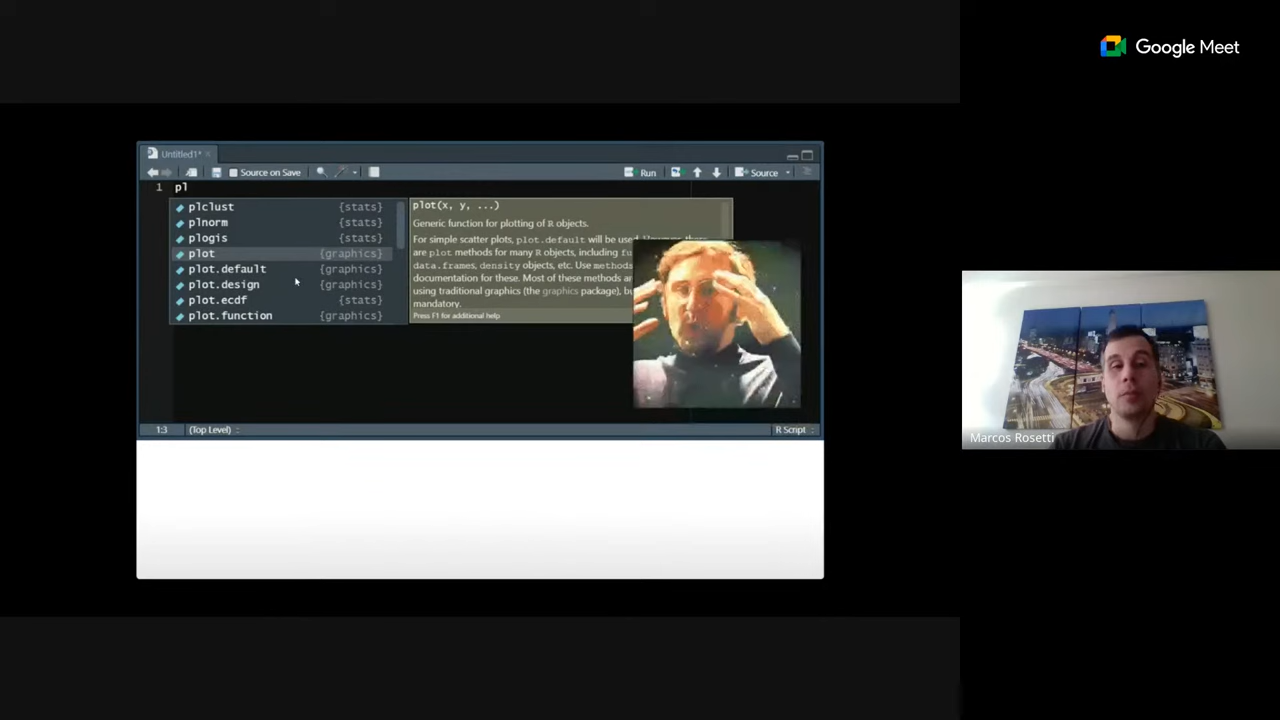 Google Meet
Untitled1*
Source on Save
Run
Source
1 pl
plclust {stats}
plnorm {stats}
plogis {stats}
plot {graphics}
plot.default {graphics}
plot.design {graphics}
plot.ecdf {stats}
plot.function {graphics}
plot(x, y, ...)
Generic function for plotting of R objects.
For simple scatter plots, plot.default will be used. However, there
are plot methods for many R objects, including
data.frames, density objects, etc. Use methods
documentation for these. Most of these methods are
using traditional graphics (the graphics package),
mandatory.
Press F1 for additional help
1:3 (Top Level) R Script
Marcos Rosetti